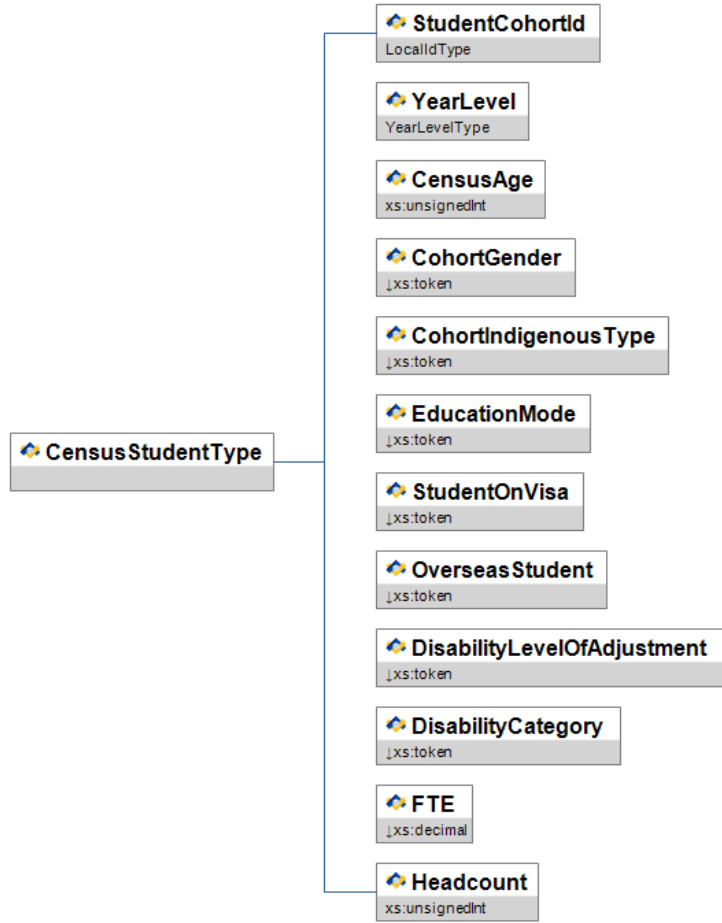 StudentCohortId
LocalIdType
YearLevel
YearLevelType
CensusAge
xs:unsignedInt
CohortGender
↓xs:token
CohortIndigenousType
↓xs:token
EducationMode
↓xs:token
CensusStudentType
StudentOnVisa
↓xs:token
OverseasStudent
↓xs:token
DisabilityLevelOfAdjustment
↓xs:token
DisabilityCategory
↓xs:token
FTE
↓xs:decimal
Headcount
xs:unsignedInt